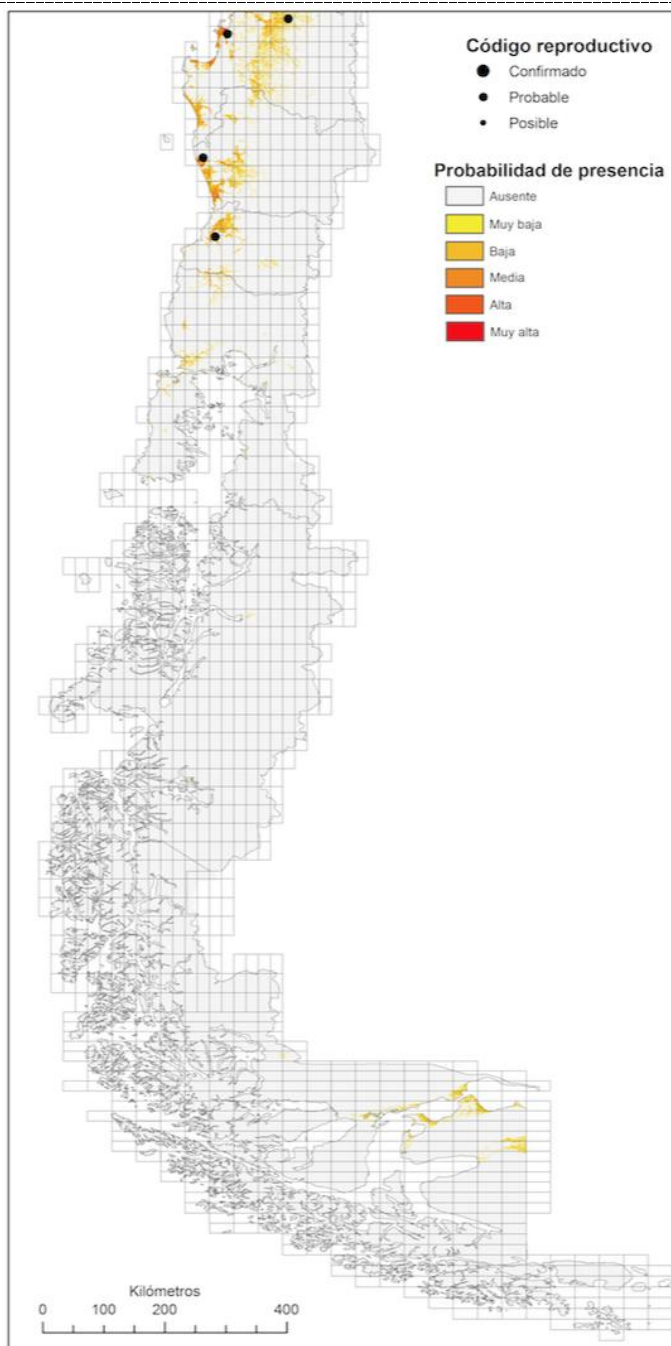 Código reproductivo
Confirmado
Probable
Posible
Probabilidad de presencia
Ausente
Muy baja
Baja
Media
Alta
Muy alta
Kilómetros
0 100 200 400